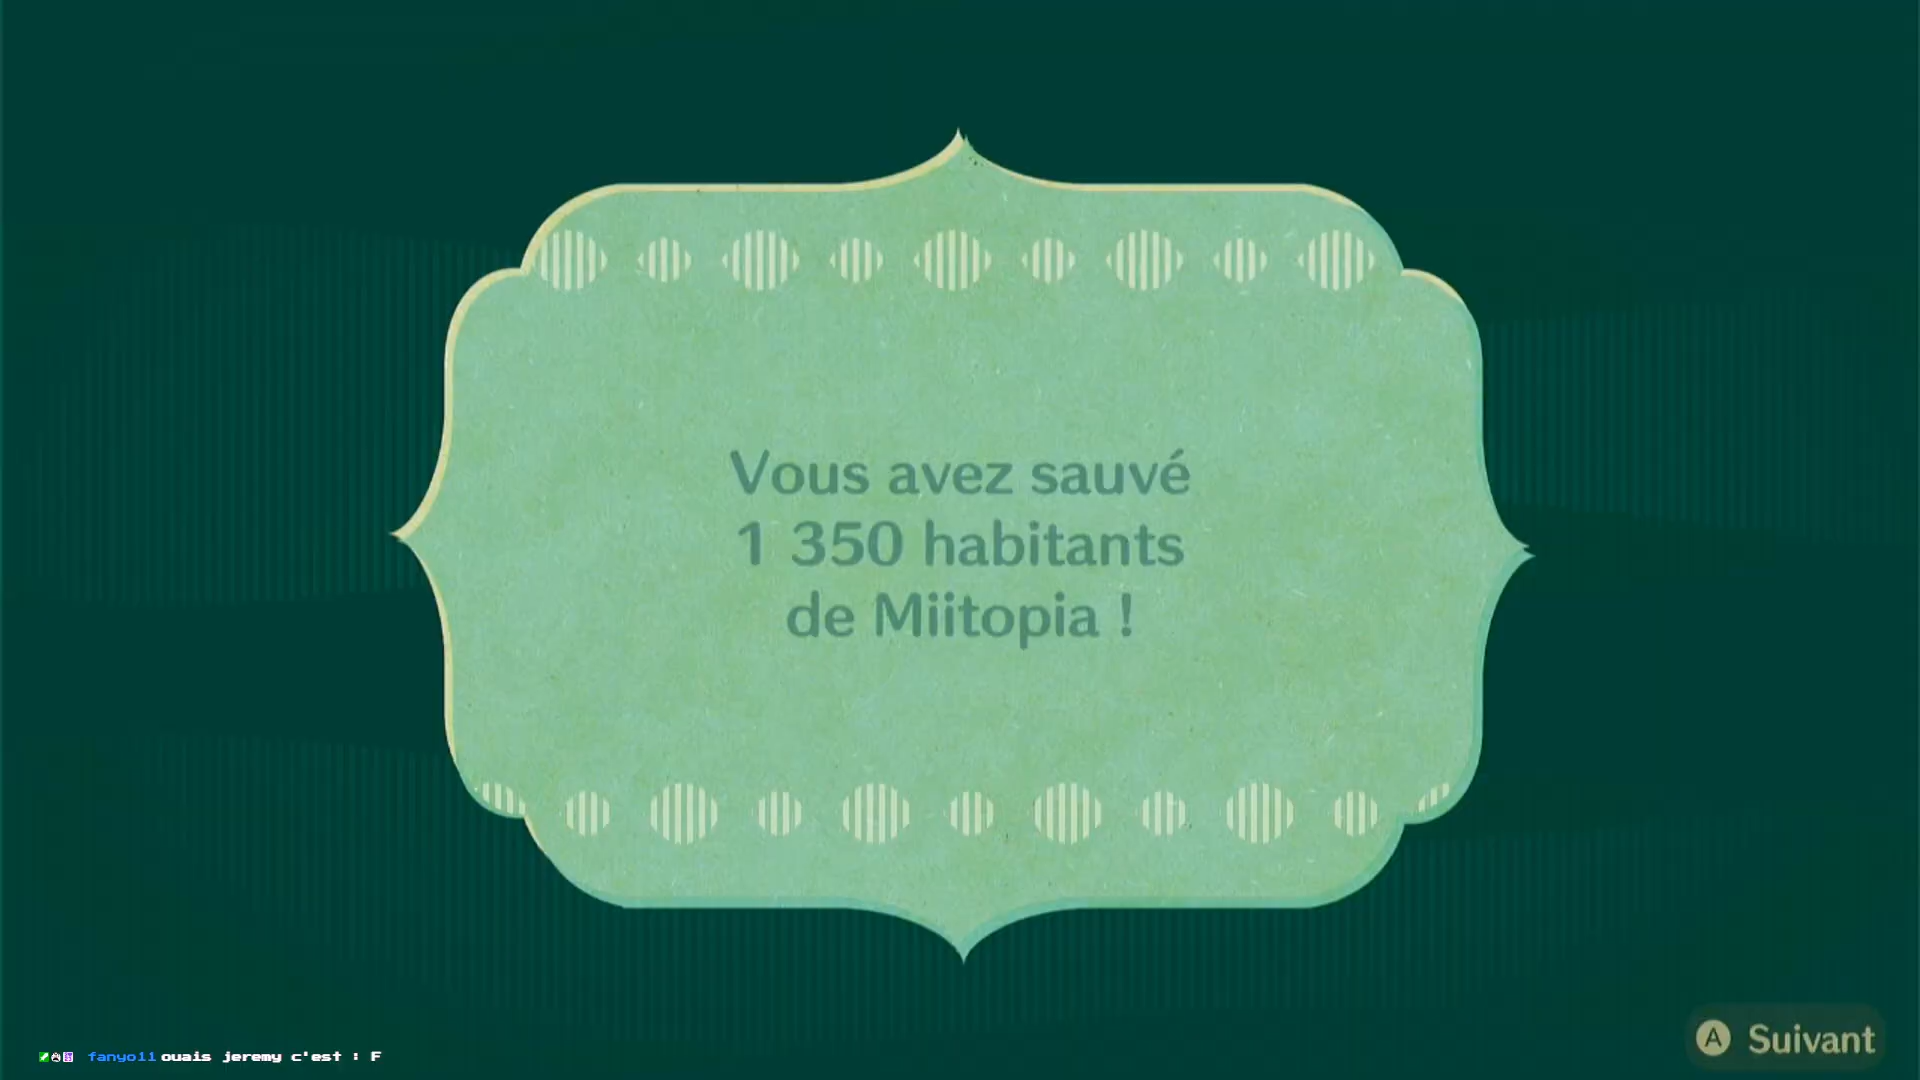 Vous avez sauvé
1 350 habitants
de Miitopia !
A Suivant
fanyo11 ouais jeremy c'est : F